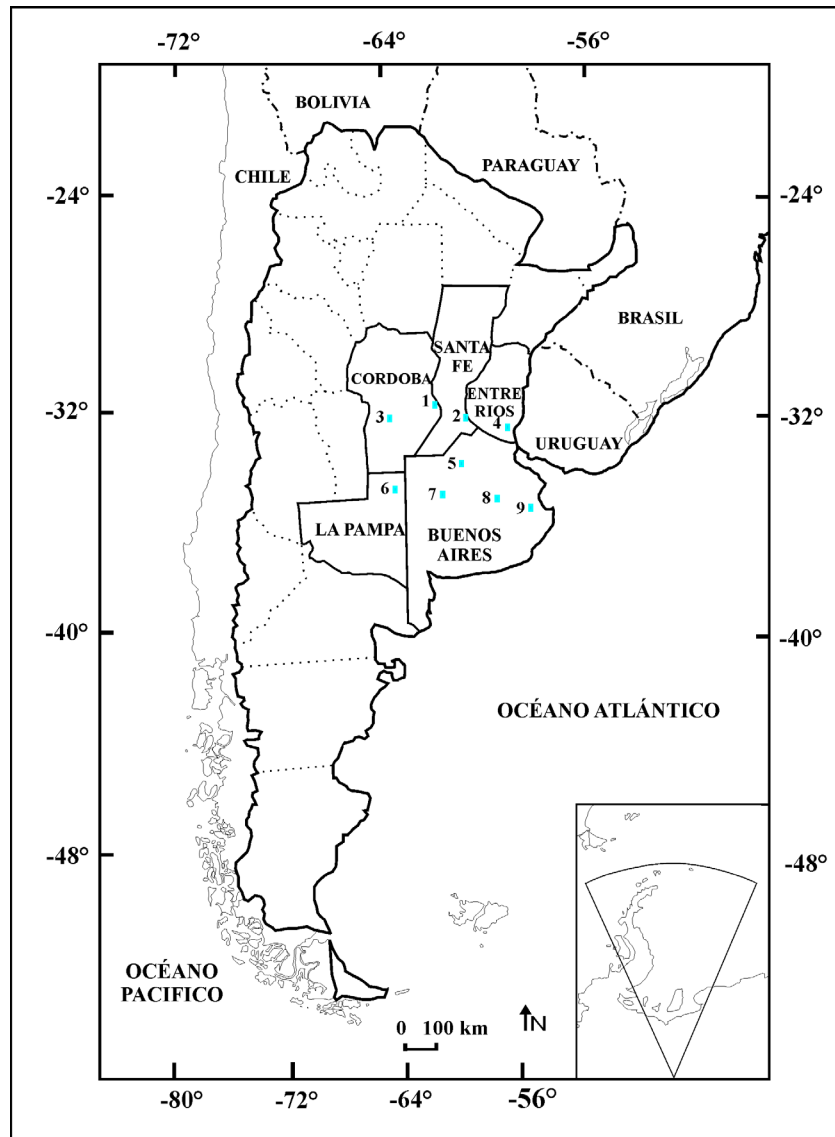 -72° -64° -56°
BOLIVIA
PARAGUAY
CHILE
-24° -24°
BRASIL
SANTA
FE
CORDOBA
ENTRE
RIOS
1
-32° 3 2 4 -32°
URUGUAY
5
6 7 8 9
LA PAMPA
BUENOS
AIRES
-40° -40°
OCÉANO ATLÁNTICO
-48° -48°
OCÉANO
PACIFICO
0 100 km N
-80° -72° -64° -56°